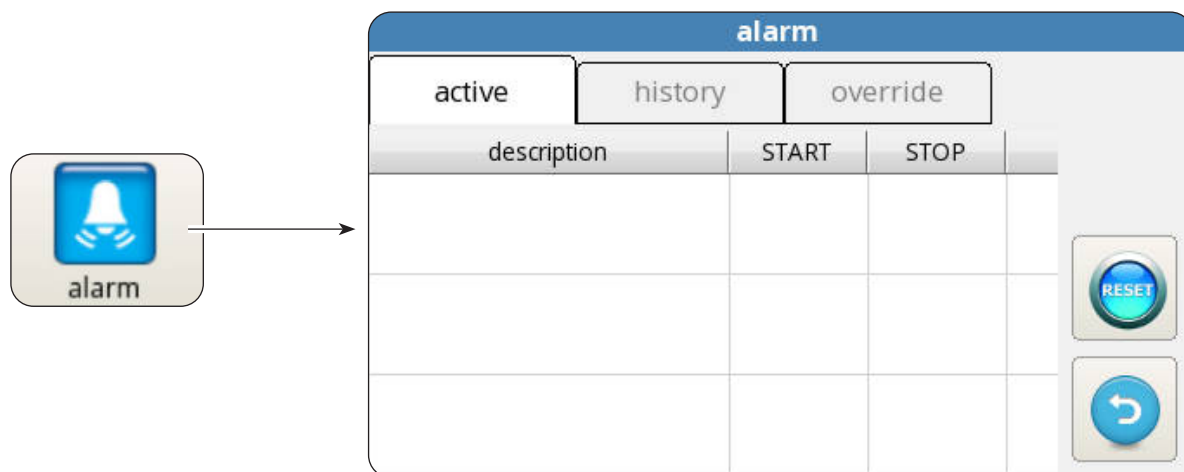 alarm
active history override
description START STOP
alarm
RESET